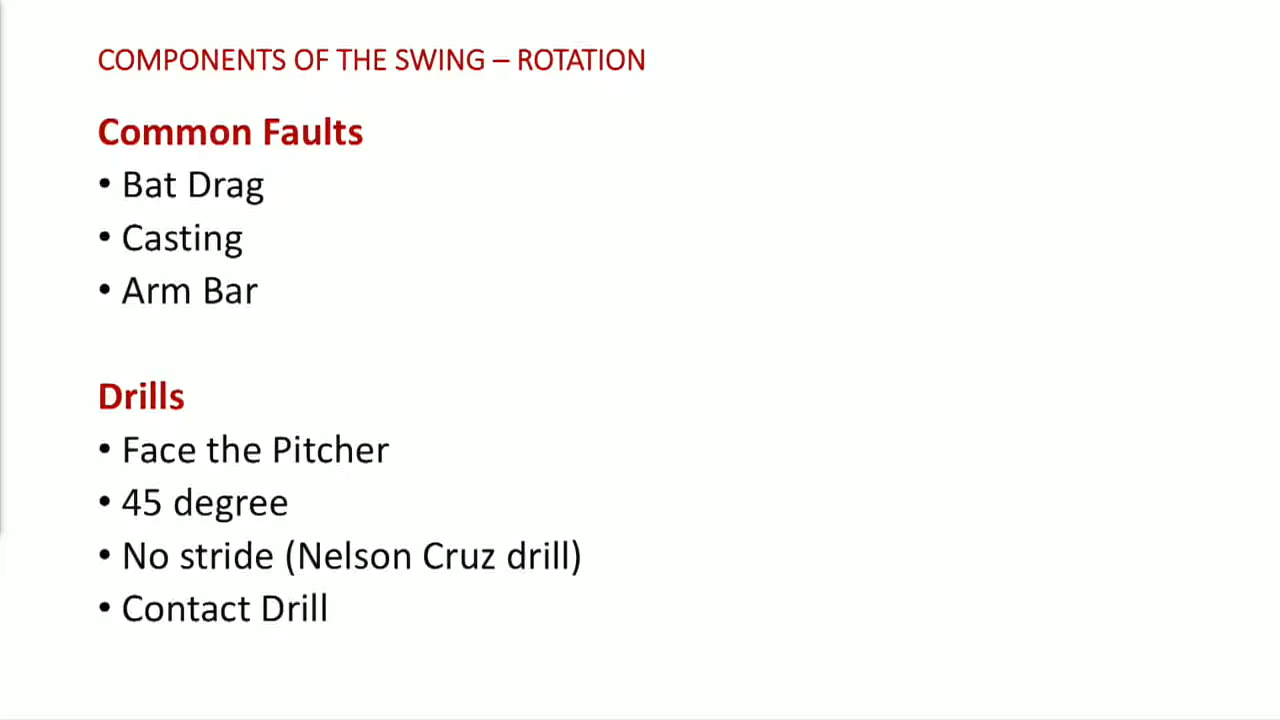 COMPONENTS OF THE SWING – ROTATION
Common Faults
• Bat Drag
• Casting
• Arm Bar
Drills
• Face the Pitcher
• 45 degree
• No stride (Nelson Cruz drill)
• Contact Drill